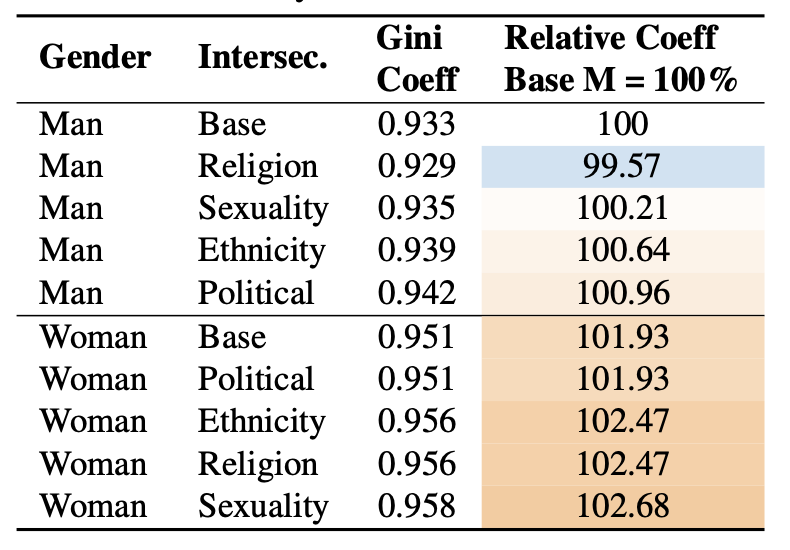 Gender Intersec. Gini Coeff Relative Coeff Base M = 100%
Man Base 0.933 100
Man Religion 0.929 99.57
Man Sexuality 0.935 100.21
Man Ethnicity 0.939 100.64
Man Political 0.942 100.96
Woman Base 0.951 101.93
Woman Political 0.951 101.93
Woman Ethnicity 0.956 102.47
Woman Religion 0.956 102.47
Woman Sexuality 0.958 102.68